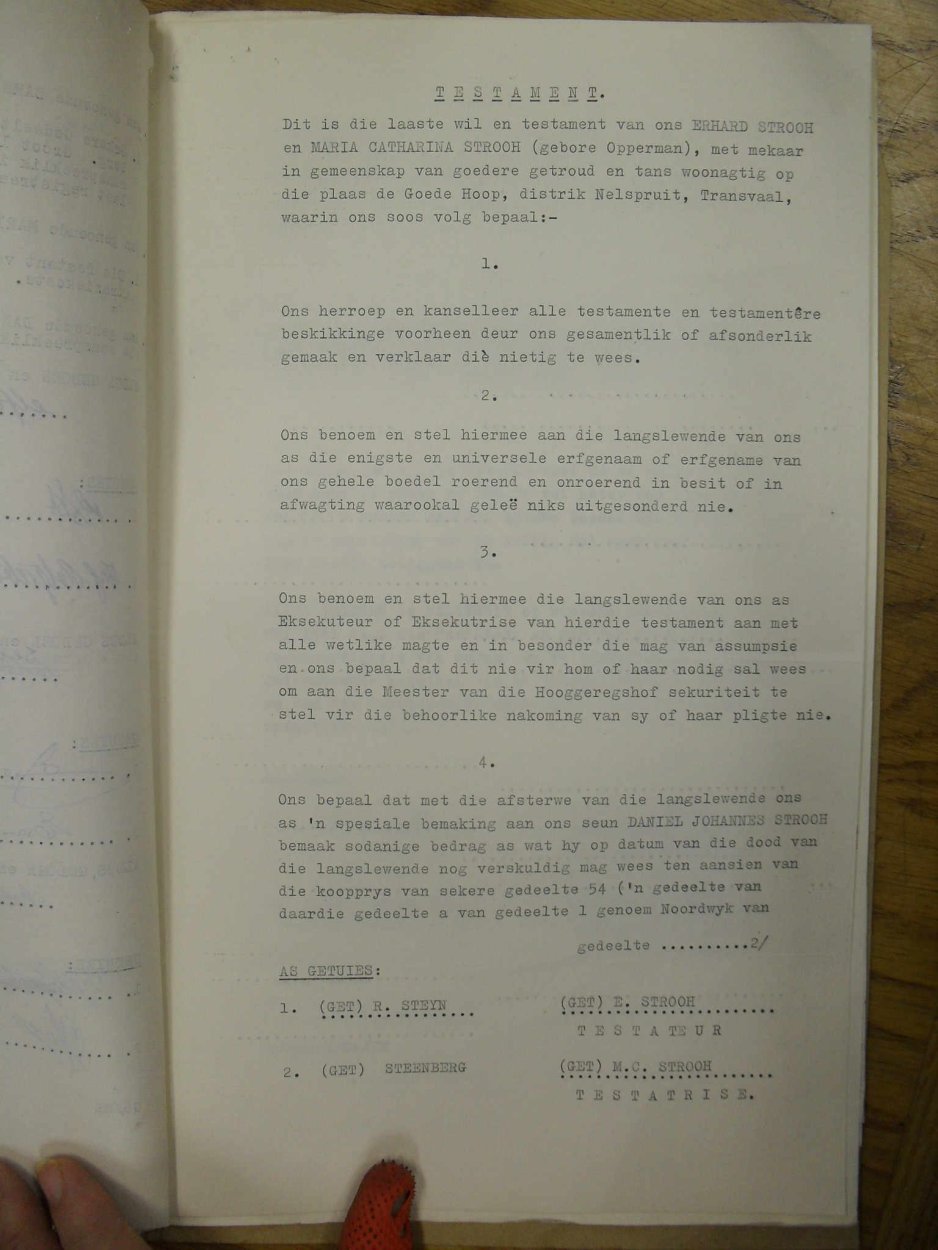 T E S T A M E N T.
Dit is die laaste wil en testament van ons ERHARD STROOH
en MARIA CATHARINA STROOH (gebore Opperman), met mekaar
in gemeenskap van goedere getroud en tans woonagtig op
die plaas de Goede Hoop, distrik Nelspruit, Transvaal,
waarin ons soos volg bepaal:-
1.
Ons herroep en kanselleer alle testamente en testamentêre
beskikkinge voorheen deur ons gesamentlik of afsonderlik
gemaak en verklaar diè nietig te wees.
2.
Ons benoem en stel hiermee aan die langslewende van ons
as die enigste en universele erfgenaam of erfgename van
ons gehele boedel roerend en onroerend in besit of in
afwagting waarookal geleë niks uitgesonderd nie.
3.
Ons benoem en stel hiermee die langslewende van ons as
Eksekuteur of Eksekutrise van hierdie testament aan met
alle wetlike magte en in besonder die mag van assumpsie
en ons bepaal dat dit nie vir hom of haar nodig sal wees
om aan die Meester van die Hooggeregshof sekuriteit te
stel vir die behoorlike nakoming van sy of haar pligte nie.
4.
Ons bepaal dat met die afsterwe van die langslewende ons
as 'n spesiale bemaking aan ons seun DANIEL JOHANNES STROOH
bemaak sodanige bedrag as wat hy op datum van die dood van
die langslewende nog verskuldig mag wees ten aansien van
die koopprys van sekere gedeelte 54 ('n gedeelte van
daardie gedeelte a van gedeelte 1 genoem Noordwyk van
gedeelte ..........2/
AS GETUIES:
1. (GET) R. STEYN
(GET) E. STROOH
T E S T A T E U R
2. (GET) STEENBERG
(GET) M.C. STROOH
T E S T A T R I S E.